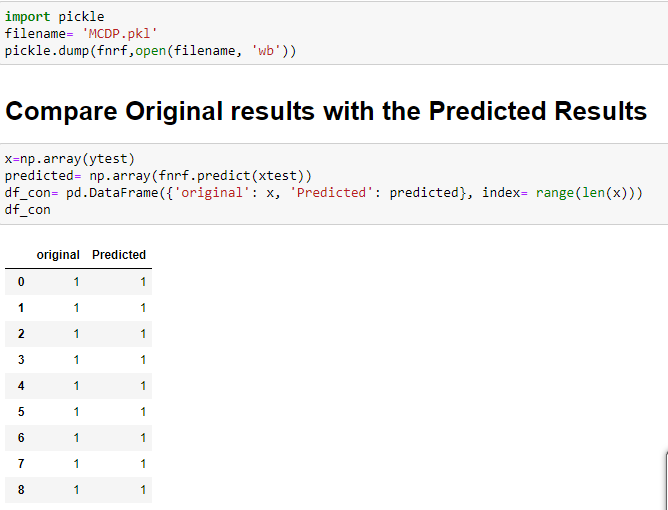 import pickle
filename= 'MCDP.pkl'
pickle.dump(fnrf,open(filename, 'wb'))
Compare Original results with the Predicted Results
x=np.array(ytest)
predicted= np.array(fnrf.predict(xtest))
df_con= pd.DataFrame({'original': x, 'Predicted': predicted}, index= range(len(x)))
df_con
original Predicted
0 1 1
1 1 1
2 1 1
3 1 1
4 1 1
5 1 1
6 1 1
7 1 1
8 1 1